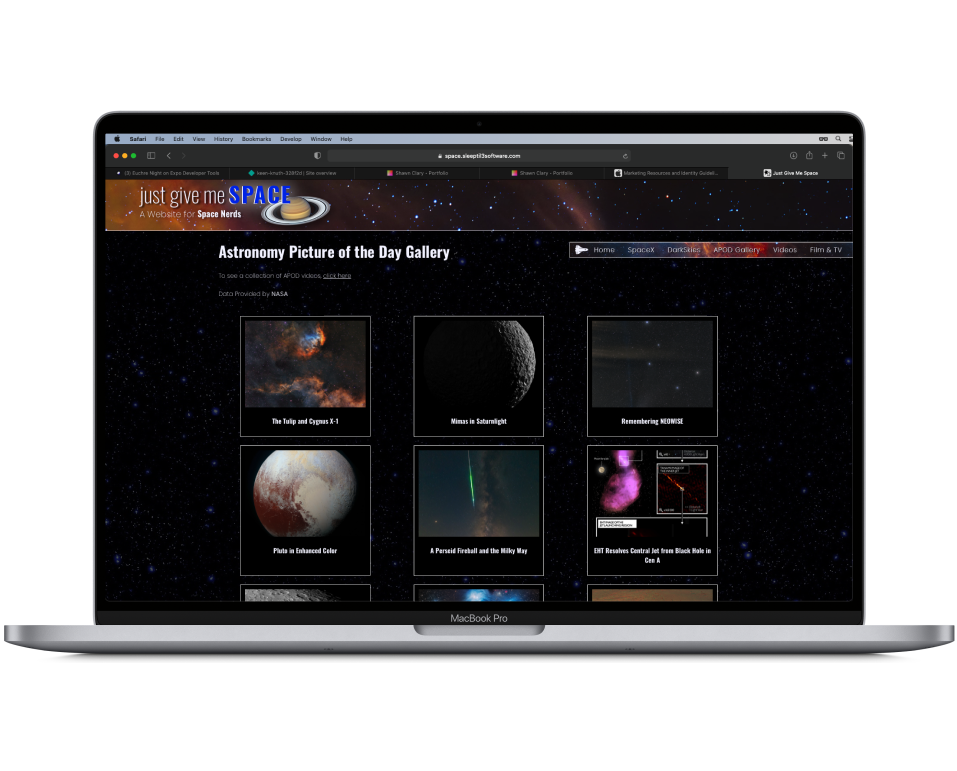 Safari File Edit View History Bookmarks Develop Window Help
space.sleeptil3software.com
(3) Euchre Night on Expo Developer Tools
keen-knuth-928f2d | Site overview
Shawn Clary - Portfolio
Shawn Clary - Portfolio
Marketing Resources and Identity Guideli...
Just Give Me Space
just give me SPACE
A Website for Space Nerds
Home SpaceX DarkSkies APOD Gallery Videos Film & TV
Astronomy Picture of the Day Gallery
To see a collection of APOD videos, click here
Data Provided by NASA
The Tulip and Cygnus X-1
Mimas in Saturnlight
Remembering NEOWISE
Pluto in Enhanced Color
A Perseid Fireball and the Milky Way
EHT Resolves Central Jet from Black Hole in
Cen A
MacBook Pro